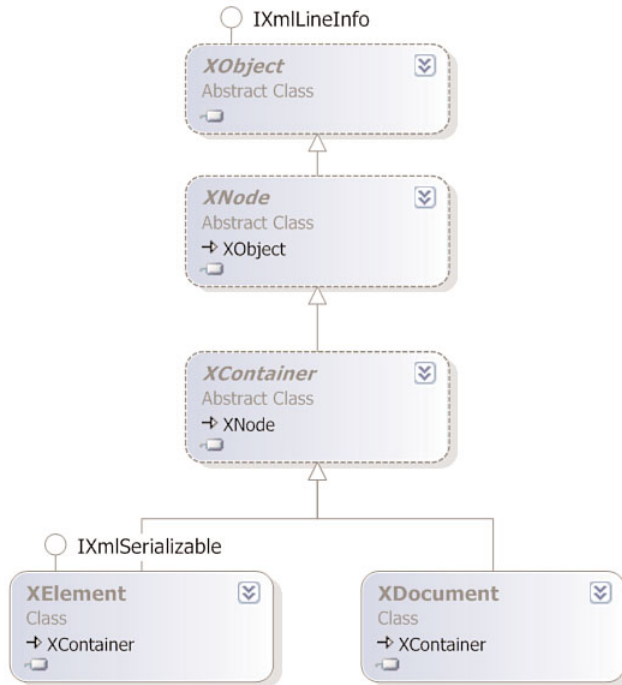 IXmlLineInfo
XObject
Abstract Class
XNode
Abstract Class
XObject
XContainer
Abstract Class
XNode
IXmlSerializable
XElement
Class
XContainer
XDocument
Class
XContainer